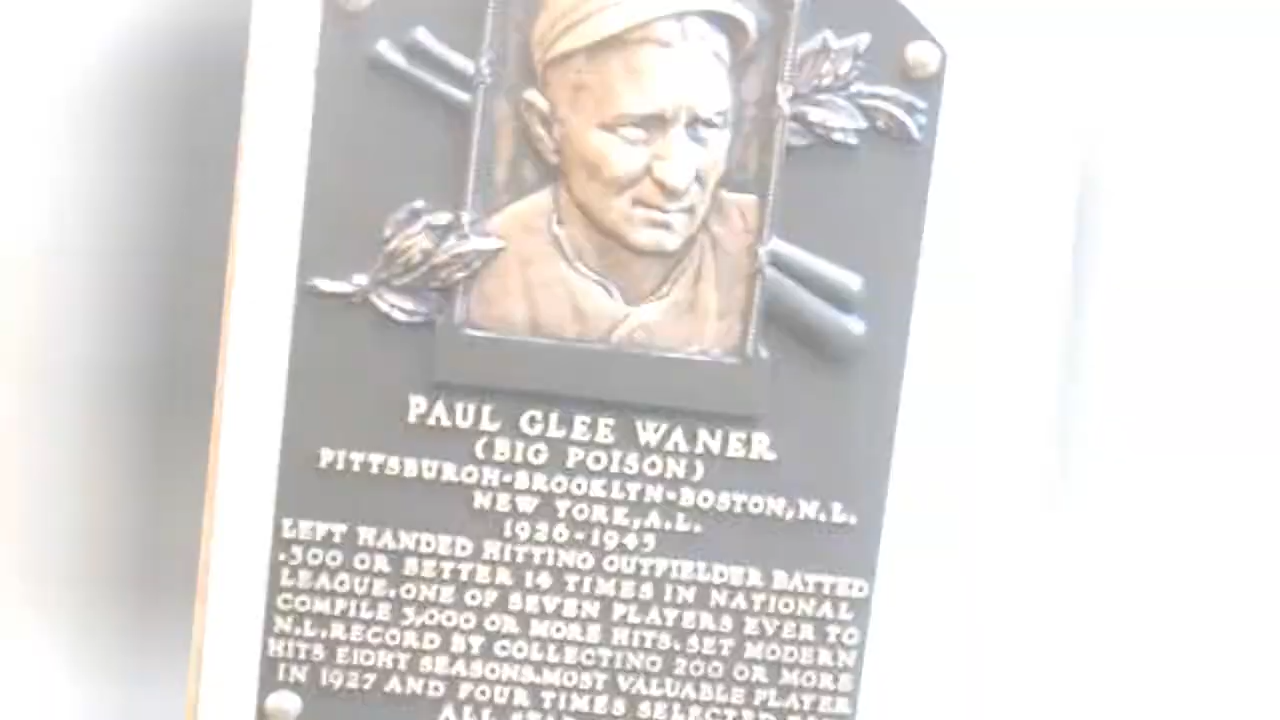 PAUL GLEE WANER
(BIG POISON)
PITTSBURGH-BROOKLYN-BOSTON, N.L.
NEW YORK, A.L.
1926-1945
LEFT HANDED HITTING OUTFIELDER BATTED
.300 OR BETTER 14 TIMES IN NATIONAL
LEAGUE. ONE OF SEVEN PLAYERS EVER TO
COMPILE 3,000 OR MORE HITS. SET MODERN
N.L. RECORD BY COLLECTING 200 OR MORE
HITS EIGHT SEASONS. MOST VALUABLE PLAYER
IN 1927 AND FOUR TIMES SELECTED
ALL